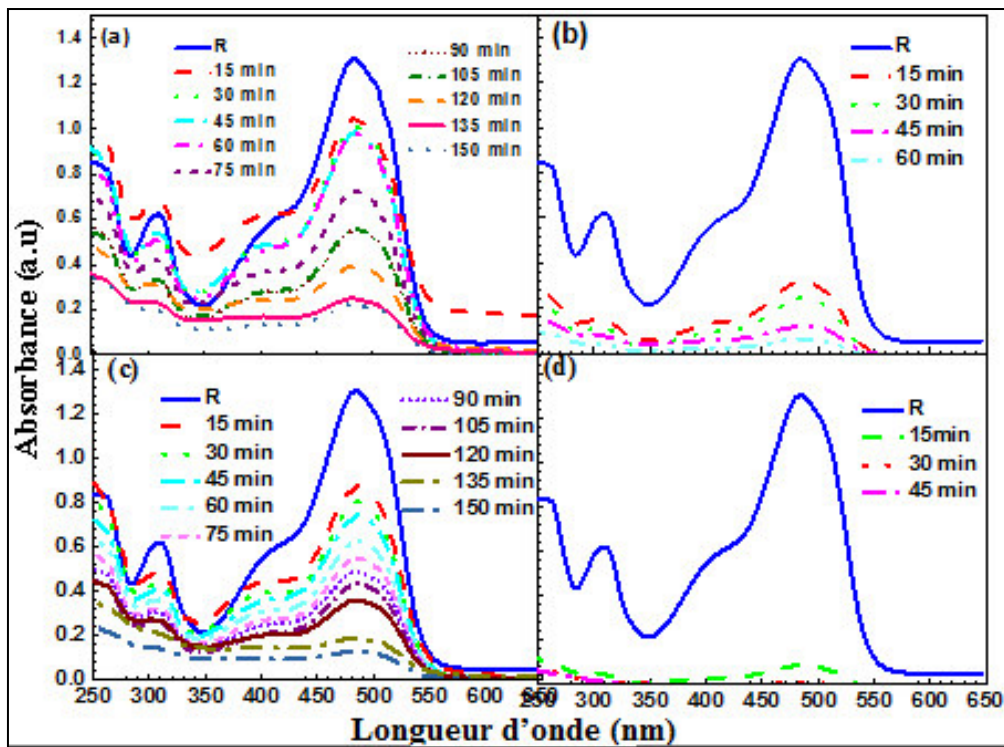 Absorbance (a.u)
(a)
1.4
1.2
1.0
0.8
0.6
0.4
0.2
0.0
R
15 min
30 min
45 min
60 min
75 min
90 min
105 min
120 min
135 min
150 min
(b)
R
15 min
30 min
45 min
60 min
(c)
1.4
1.2
1.0
0.8
0.6
0.4
0.2
0.0
R
15 min
30 min
45 min
60 min
75 min
90 min
105 min
120 min
135 min
150 min
250 300 350 400 450 500 550 600
(d)
R
15min
30 min
45 min
300 350 400 450 500 550 600 650
Longueur d’onde (nm)